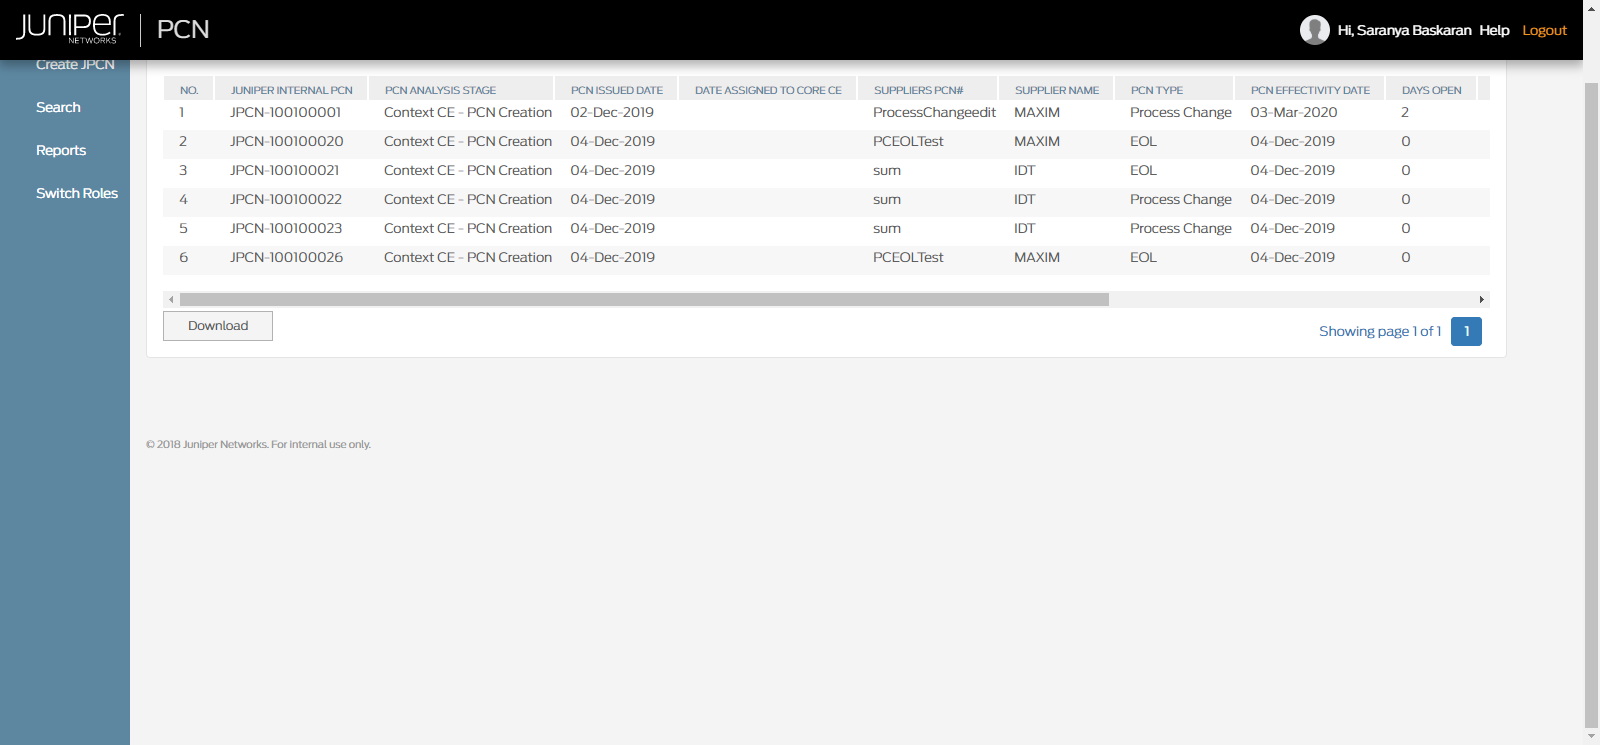 JUNIPER NETWORKS PCN Hi, Saranya Baskaran Help Logout
Create JPCN
Search
Reports
Switch Roles
NO. JUNIPER INTERNAL PCN PCN ANALYSIS STAGE PCN ISSUED DATE DATE ASSIGNED TO CORE CE SUPPLIERS PCN# SUPPLIER NAME PCN TYPE PCN EFFECTIVITY DATE DAYS OPEN
1 JPCN-100100001 Context CE - PCN Creation 02-Dec-2019 ProcessChangeedit MAXIM Process Change 03-Mar-2020 2
2 JPCN-100100020 Context CE - PCN Creation 04-Dec-2019 PCEOLTest MAXIM EOL 04-Dec-2019 0
3 JPCN-100100021 Context CE - PCN Creation 04-Dec-2019 sum IDT EOL 04-Dec-2019 0
4 JPCN-100100022 Context CE - PCN Creation 04-Dec-2019 sum IDT Process Change 04-Dec-2019 0
5 JPCN-100100023 Context CE - PCN Creation 04-Dec-2019 sum IDT Process Change 04-Dec-2019 0
6 JPCN-100100026 Context CE - PCN Creation 04-Dec-2019 PCEOLTest MAXIM EOL 04-Dec-2019 0
Download
Showing page 1 of 1 1
© 2018 Juniper Networks. For internal use only.